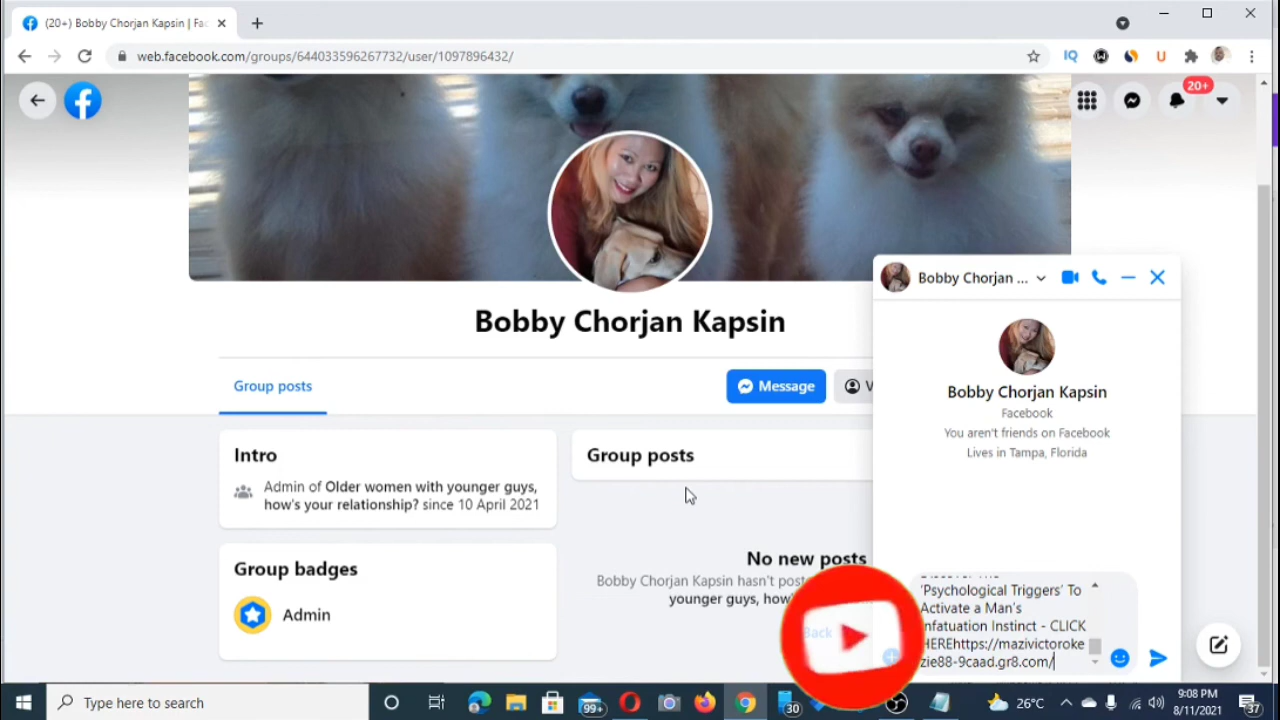 (20+) Bobby Chorjan Kapsin | Fac
web.facebook.com/groups/644033596267732/user/1097896432/
IQ
U
20+
Bobby Chorjan Kapsin
Group posts
Message
Intro
Admin of Older women with younger guys,
how's your relationship? since 10 April 2021
Group badges
Admin
Group posts
No new posts
Bobby Chorjan Kapsin hasn't
younger guys, how'
Back
Bobby Chorjan ...
Bobby Chorjan Kapsin
Facebook
You aren't friends on Facebook
Lives in Tampa, Florida
'Psychological Triggers' To
Activate a Man's
nfatuation Instinct - CLICK
HEREhttps://mazivictoroke
zie88-9caad.gr8.com/
Type here to search
99+
30
26°C
9:08 PM
8/11/2021
37